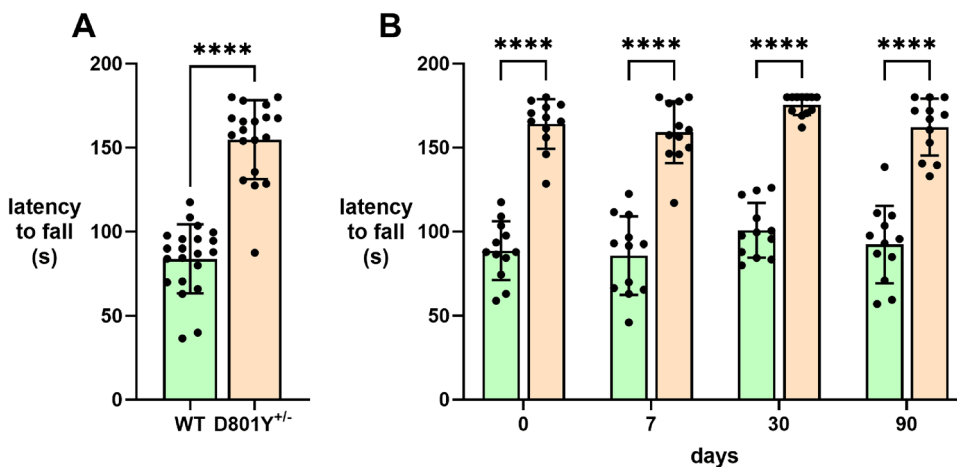 A
****
200
150
100
50
0
latency
to fall
(s)
WT D801Y+/-
B
**** **** **** ****
200
150
100
50
0
latency
to fall
(s)
0 7 30 90
days